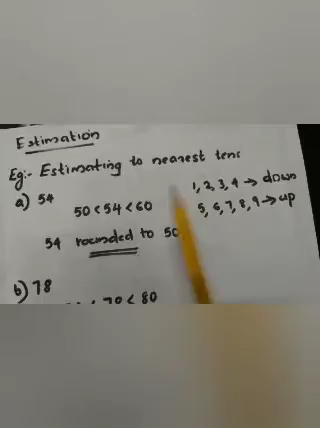 Estimation
Eg:- Estimating to nearest tens
1, 2, 3, 4 → down
a) 54
50 < 54 < 60
5, 6, 7, 8, 9 → up
54 rounded to 50
b) 78
< 78 < 80